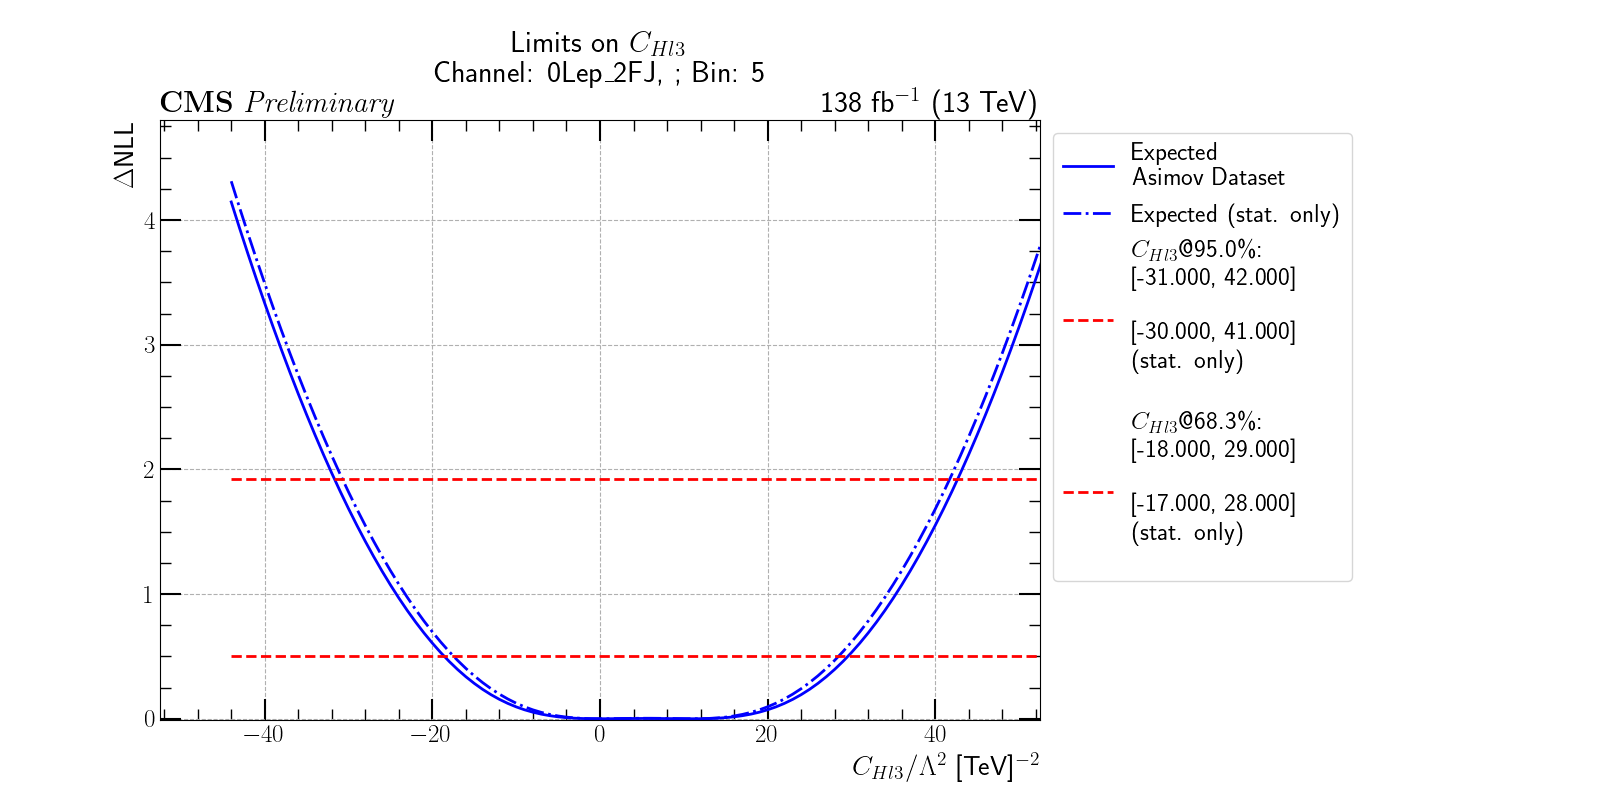 Limits on C_{Hl3}
Channel: 0Lep_2FJ, ; Bin: 5
CMS Preliminary
138 fb⁻¹ (13 TeV)
ΔNLL
4
3
2
1
0
−40
−20
0
20
40
C_{Hl3}/Λ² [TeV]⁻²
Expected
Asimov Dataset
Expected (stat. only)
C_{Hl3}@95.0%:
[-31.000, 42.000]
[-30.000, 41.000]
(stat. only)
C_{Hl3}@68.3%:
[-18.000, 29.000]
[-17.000, 28.000]
(stat. only)